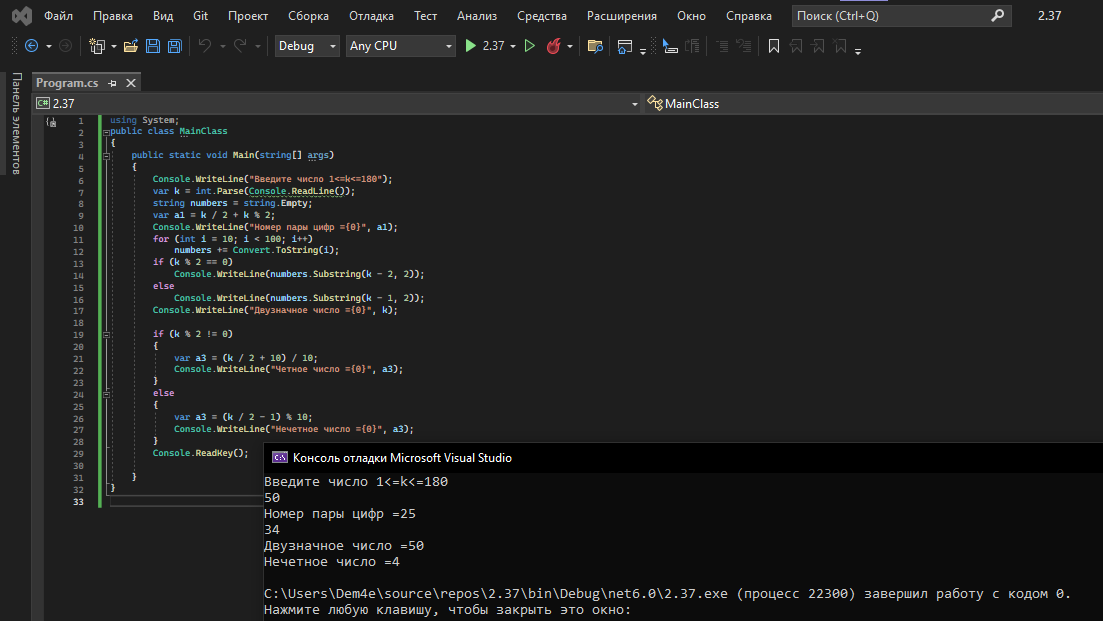 Файл Правка Вид Git Проект Сборка Отладка Тест Анализ Средства Расширения Окно Справка Поиск (Ctrl+Q) 2.37
Debug Any CPU 2.37
Панель элементов
Program.cs
C# 2.37 MainClass
1 using System;
2 public class MainClass
3 {
4 public static void Main(string[] args)
5 {
6 Console.WriteLine("Введите число 1<=k<=180");
7 var k = int.Parse(Console.ReadLine());
8 string numbers = string.Empty;
9 var a1 = k / 2 + k % 2;
10 Console.WriteLine("Номер пары цифр ={0}", a1);
11 for (int i = 10; i < 100; i++)
12 numbers += Convert.ToString(i);
13 if (k % 2 == 0)
14 Console.WriteLine(numbers.Substring(k - 2, 2));
15 else
16 Console.WriteLine(numbers.Substring(k - 1, 2));
17 Console.WriteLine("Двузначное число ={0}", k);
18
19 if (k % 2 != 0)
20 {
21 var a3 = (k / 2 + 10) / 10;
22 Console.WriteLine("Четное число ={0}", a3);
23 }
24 else
25 {
26 var a3 = (k / 2 - 1) % 10;
27 Console.WriteLine("Нечетное число ={0}", a3);
28 }
29 Console.ReadKey();
30
31 }
32 }
33
C:\ Консоль отладки Microsoft Visual Studio
Введите число 1<=k<=180
50
Номер пары цифр =25
34
Двузначное число =50
Нечетное число =4
C:\Users\Dem4e\source\repos\2.37\bin\Debug\net6.0\2.37.exe (процесс 22300) завершил работу с кодом 0.
Нажмите любую клавишу, чтобы закрыть это окно: